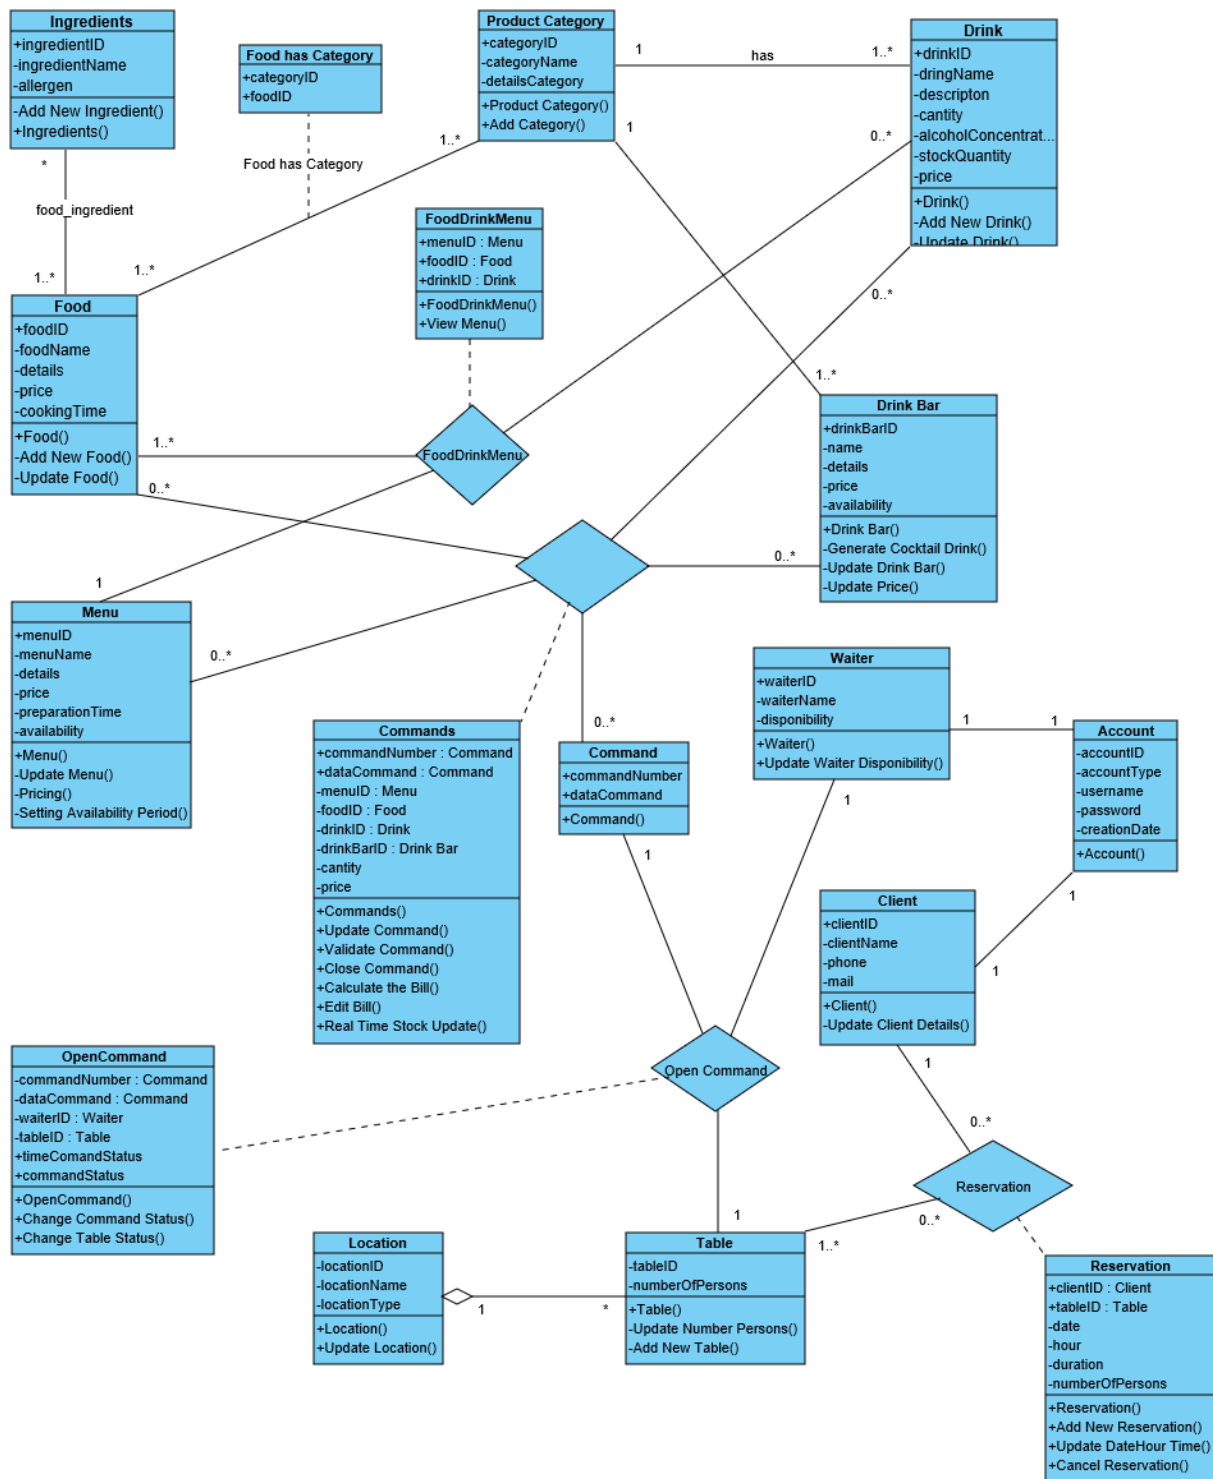 Ingredients
+ingredientID
-ingredientName
-allergen
-Add New Ingredient()
+Ingredients()
*
food_ingredient
1..*
Food has Category
+categoryID
+foodID
Food has Category
1..*
1..*
Product Category
+categoryID
-categoryName
-detailsCategory
+Product Category()
+Add Category()
1
has
1..*
1
Drink
+drinkID
-dringName
-descripton
-cantity
-alcoholConcentrat...
-stockQuantity
-price
+Drink()
-Add New Drink()
-Update Drink()
0..*
0..*
FoodDrinkMenu
+menuID : Menu
+foodID : Food
+drinkID : Drink
+FoodDrinkMenu()
+View Menu()
Food
+foodID
-foodName
-details
-price
-cookingTime
+Food()
-Add New Food()
-Update Food()
1..*
0..*
FoodDrinkMenu
1..*
Drink Bar
+drinkBarID
-name
-details
-price
-availability
+Drink Bar()
-Generate Cocktail Drink()
-Update Drink Bar()
-Update Price()
0..*
1
Menu
+menuID
-menuName
-details
-price
-preparationTime
-availability
+Menu()
-Update Menu()
-Pricing()
-Setting Availability Period()
0..*
Commands
+commandNumber : Command
+dataCommand : Command
-menuID : Menu
-foodID : Food
-drinkID : Drink
-drinkBarID : Drink Bar
-cantity
-price
+Commands()
+Update Command()
+Validate Command()
+Close Command()
+Calculate the Bill()
+Edit Bill()
+Real Time Stock Update()
0..*
Command
+commandNumber
+dataCommand
+Command()
1
Waiter
+waiterID
-waiterName
-disponibility
+Waiter()
+Update Waiter Disponibility()
1
1
1
Account
-accountID
-accountType
-username
-password
-creationDate
+Account()
1
1
Client
+clientID
-clientName
-phone
-mail
+Client()
-Update Client Details()
1
0..*
OpenCommand
-commandNumber : Command
-dataCommand : Command
-waiterID : Waiter
-tableID : Table
+timeComandStatus
+commandStatus
+OpenCommand()
+Change Command Status()
+Change Table Status()
Open Command
1
Reservation
0..*
1..*
Location
-locationID
-locationName
-locationType
+Location()
+Update Location()
1
*
Table
-tableID
-numberOfPersons
+Table()
-Update Number Persons()
-Add New Table()
Reservation
+clientID : Client
+tableID : Table
-date
-hour
-duration
-numberOfPersons
+Reservation()
+Add New Reservation()
+Update DateHour Time()
+Cancel Reservation()